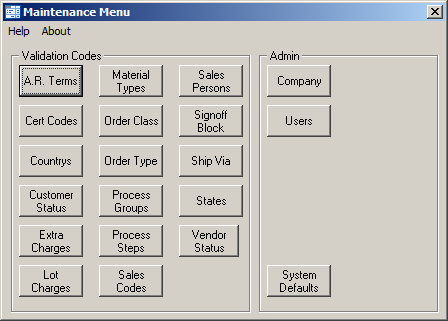 Maintenance Menu
Help About
Validation Codes
Admin
A.R. Terms
Material
Types
Sales
Persons
Company
Cert Codes
Order Class
Signoff
Block
Users
Countrys
Order Type
Ship Via
Customer
Status
Process
Groups
States
Extra
Charges
Process
Steps
Vendor
Status
Lot
Charges
Sales
Codes
System
Defaults